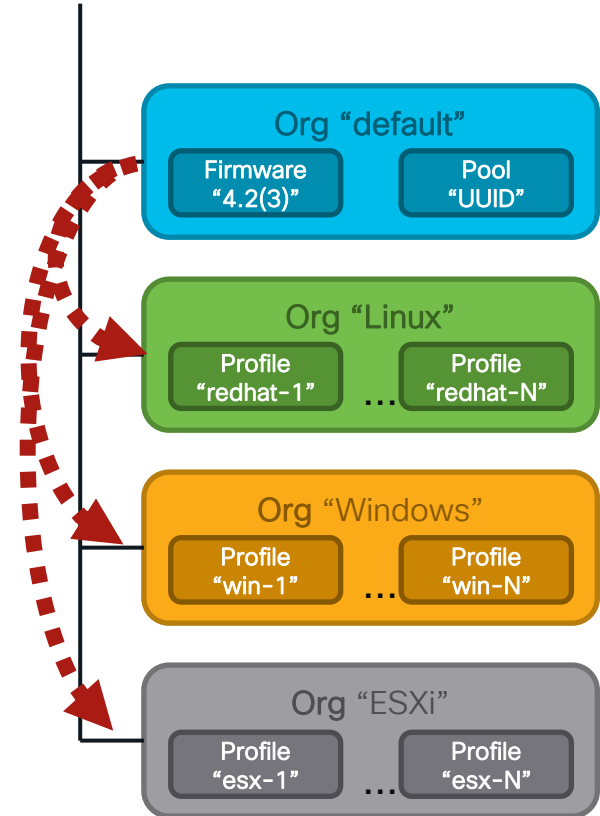 Org “default”
Firmware
“4.2(3)”
Pool
“UUID”
Org “Linux”
Profile
“redhat-1”
...
Profile
“redhat-N”
Org “Windows”
Profile
“win-1”
...
Profile
“win-N”
Org “ESXi”
Profile
“esx-1”
...
Profile
“esx-N”